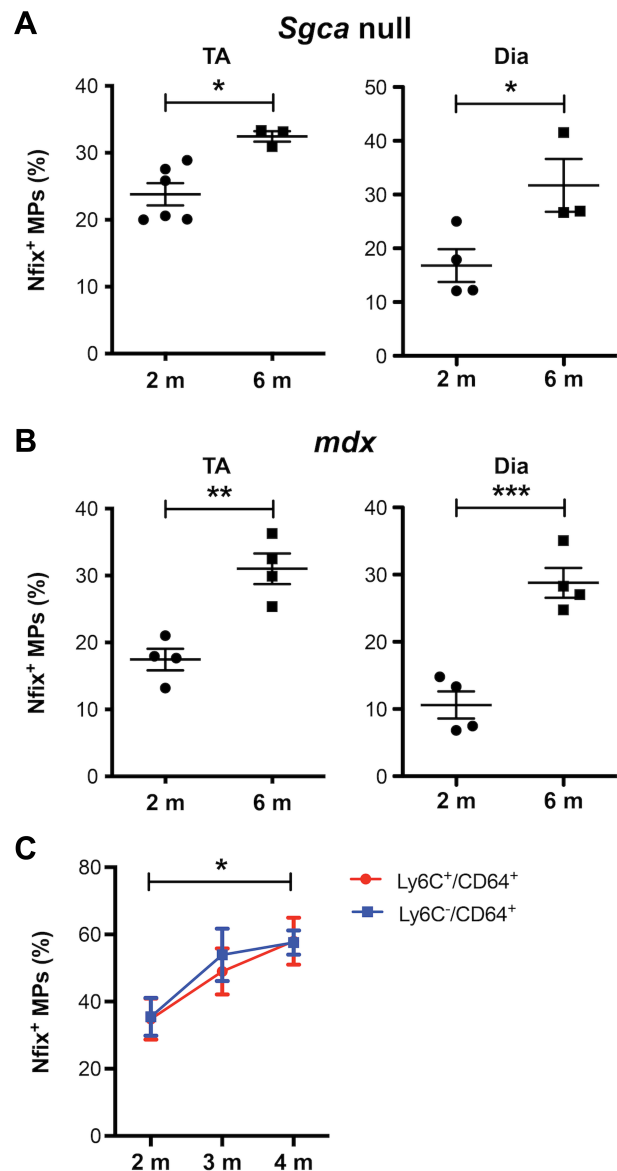 A
Sgca null
TA
Dia
Nfix⁺ MPs (%)
40
30
20
10
0
*
2 m
6 m
50
40
30
20
10
0
*
2 m
6 m
B
mdx
TA
Dia
Nfix⁺ MPs (%)
40
30
20
10
0
**
2 m
6 m
40
30
20
10
0
***
2 m
6 m
C
Nfix⁺ MPs (%)
80
60
40
20
0
*
2 m
3 m
4 m
Ly6C⁺/CD64⁺
Ly6C⁻/CD64⁺